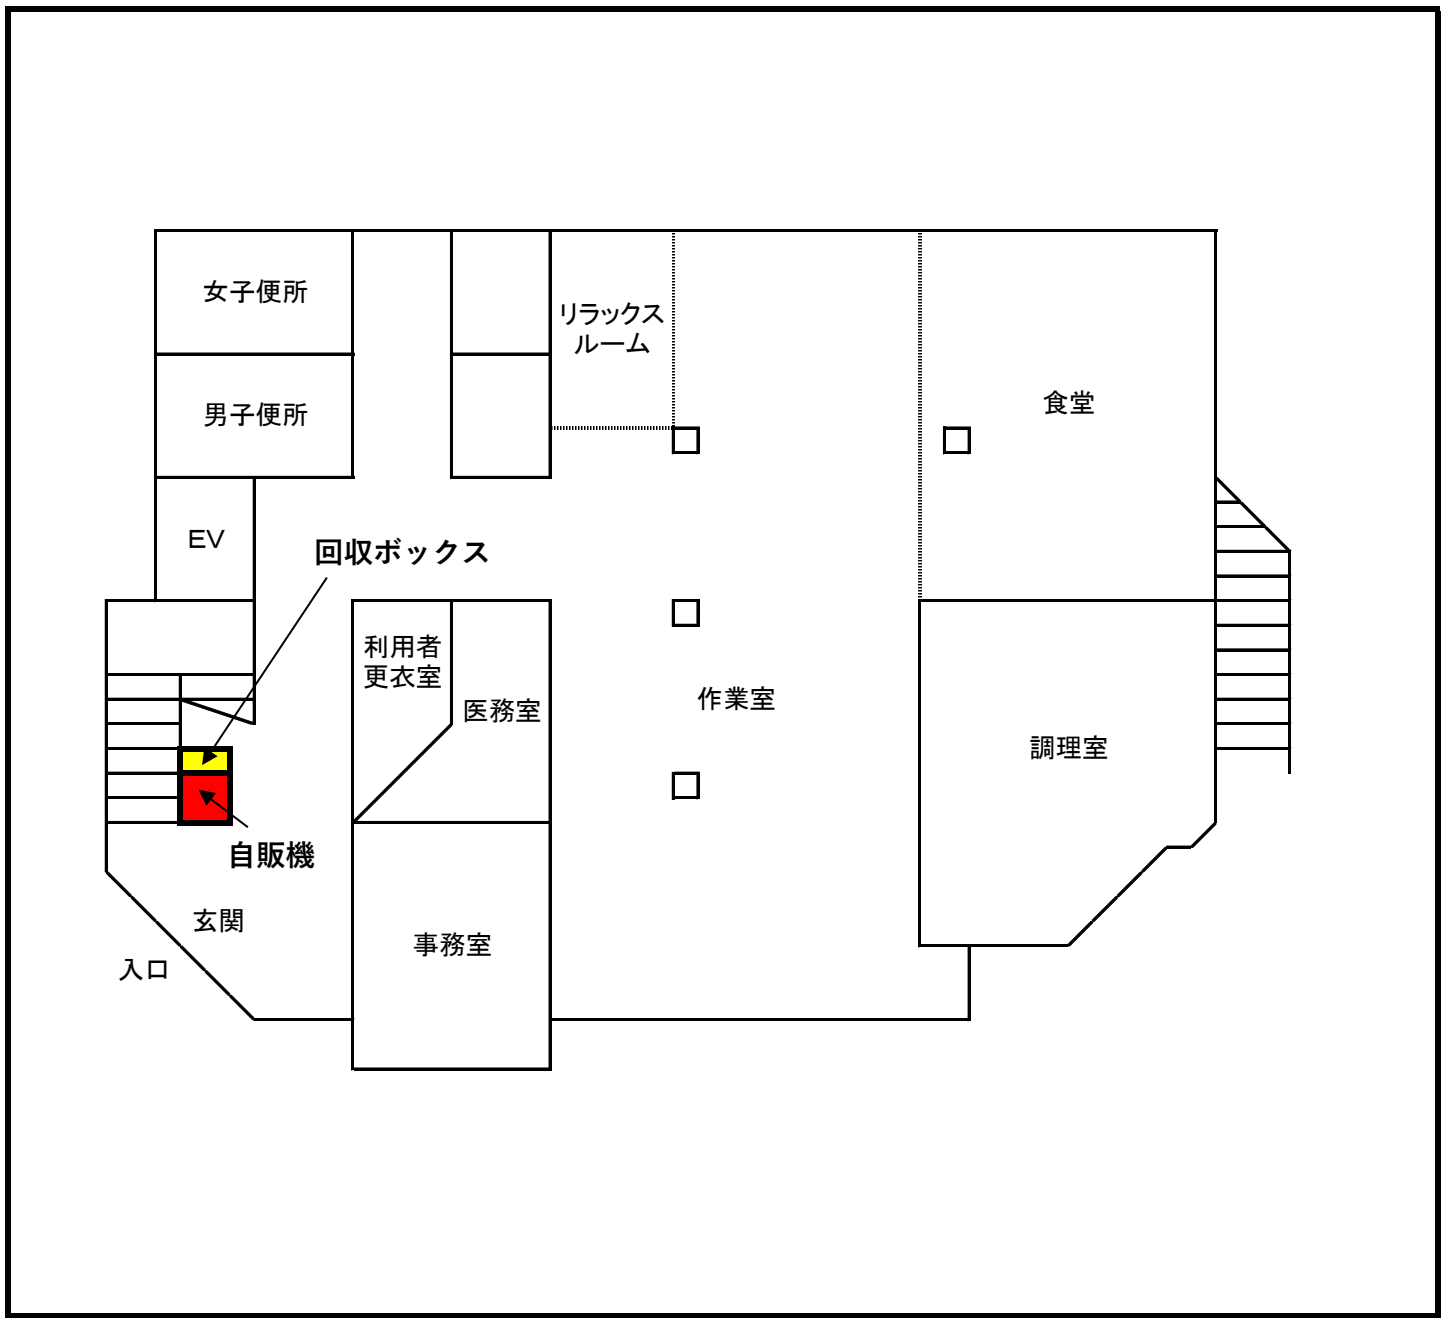 女子便所
リラックス
ルーム
男子便所
食堂
EV
回収ボックス
利用者
更衣室
医務室
作業室
調理室
自販機
玄関
事務室
入口